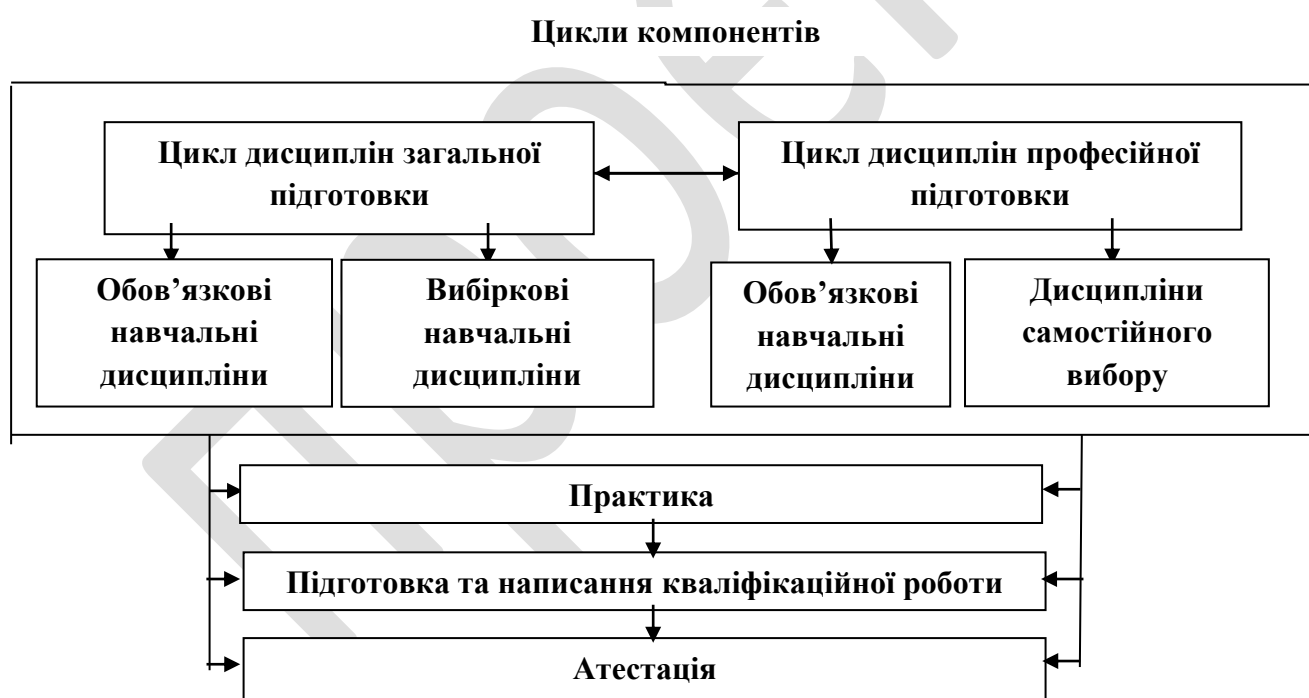 Цикли компонентів
Цикл дисциплін загальної
підготовки
Цикл дисциплін професійної
підготовки
Обов’язкові
навчальні
дисципліни
Вибіркові
навчальні
дисципліни
Обов’язкові
навчальні
дисципліни
Дисципліни
самостійного
вибору
Практика
Підготовка та написання кваліфікаційної роботи
Атестація